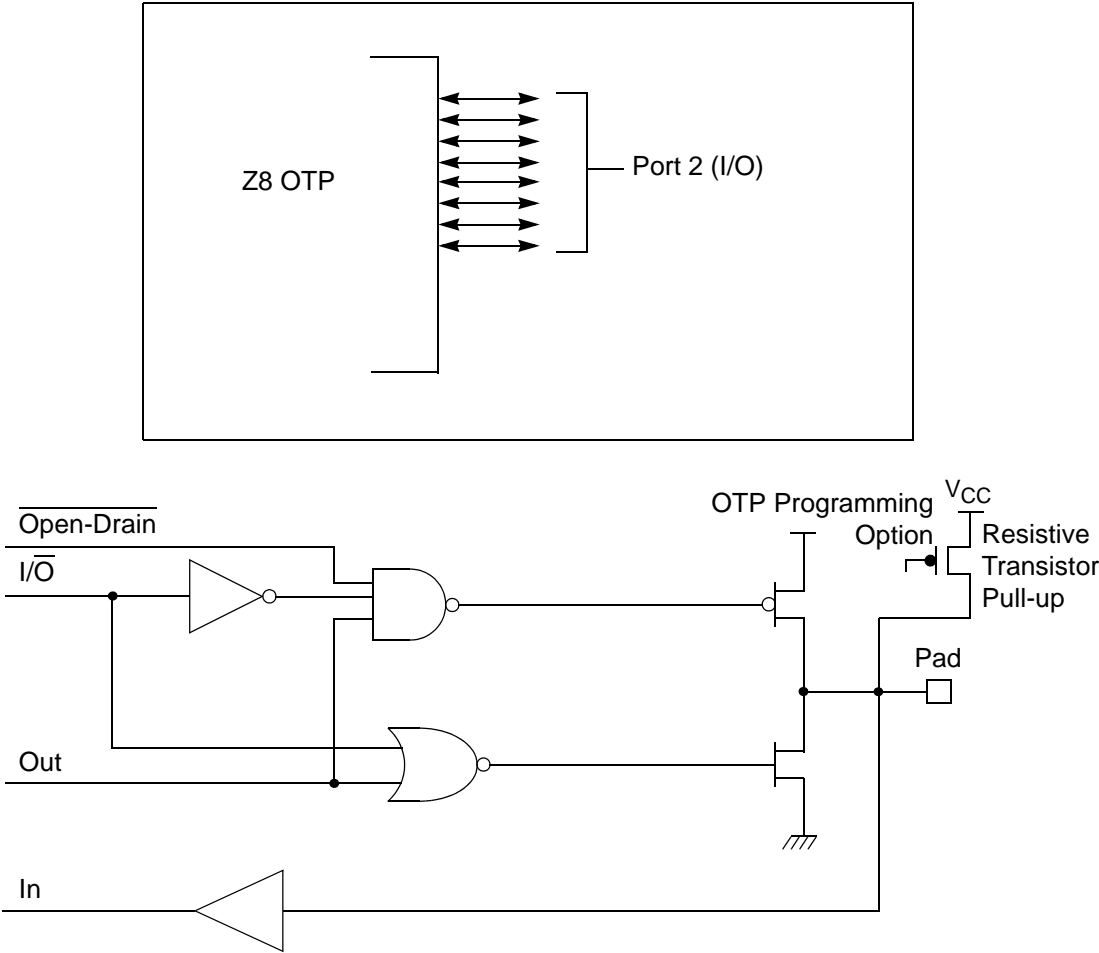 Z8 OTP
Port 2 (I/O)
Open-Drain
I/O
OTP Programming
Option
VCC
Resistive
Transistor
Pull-up
Pad
Out
In